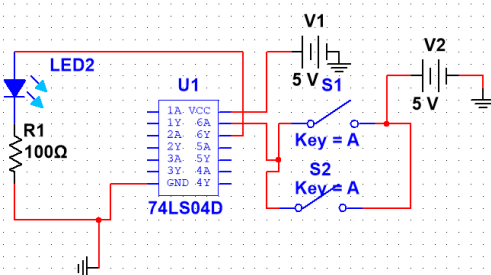 V1
5 V
V2
5 V
LED2
U1
S1
Key = A
R1
100Ω
1A VCC
1Y 6A
2A 6Y
2Y 5A
3A 5Y
3Y 4A
GND 4Y
S2
Key = A
74LS04D